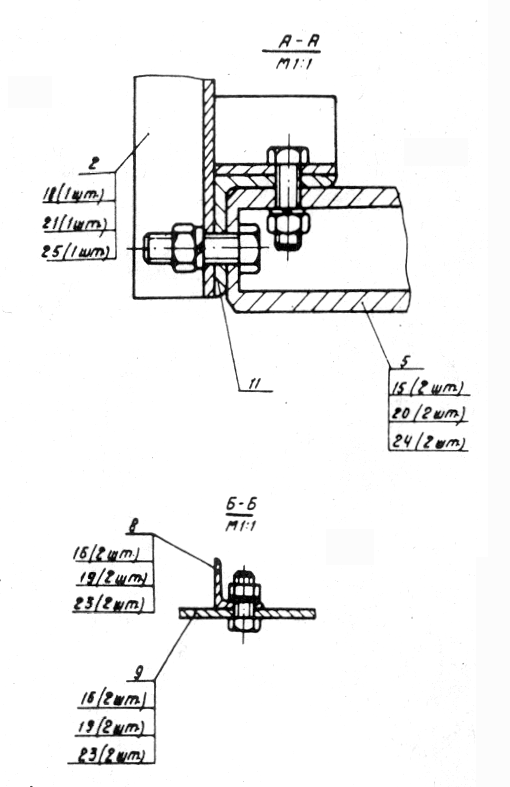 А-А
М1:1
2
18(1шт.)
21(1шт.)
25(1шт.)
11
5
15(2шт.)
20(2шт.)
24(2шт.)
Б-Б
М1:1
8
16(2шт.)
19(2шт.)
23(2шт.)
9
16(2шт.)
19(2шт.)
23(2шт.)